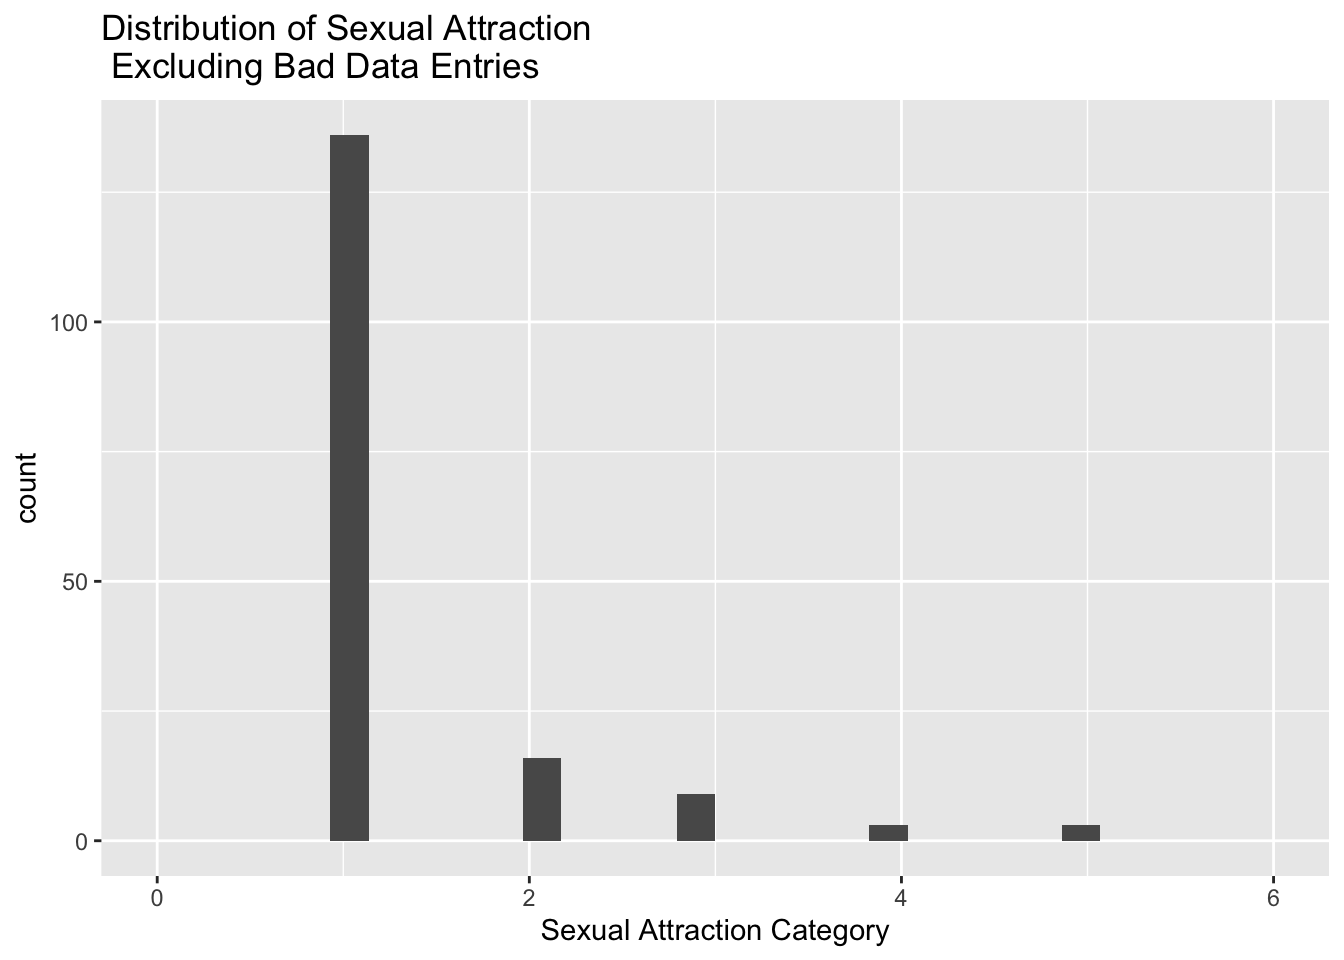 Distribution of Sexual Attraction
Excluding Bad Data Entries
100
50
0
count
0 2 4 6
Sexual Attraction Category